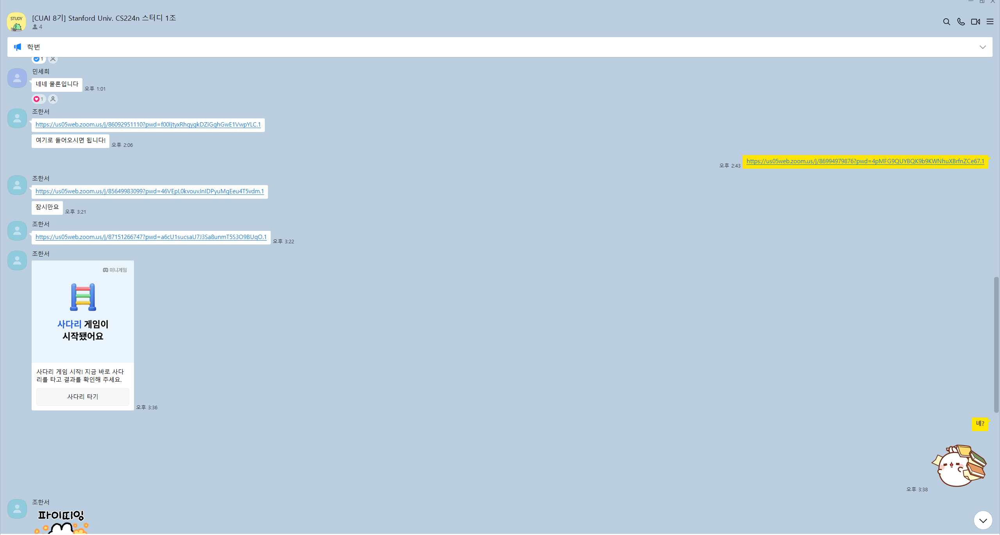 STUDY
[CUAI 8기] Stanford Univ. CS224n 스터디 1조
4
학번
1
민세희
네네 물론입니다
오후 1:01
1
조한서
https://us05web.zoom.us/j/86092951110?pwd=f00ljtyxRhqygkDZiGghGwE1VwpYLC.1
여기로 들어오시면 됩니다!
오후 2:06
https://us05web.zoom.us/j/86994979876?pwd=4pMFG9QUYBQK9b9KWNhuXBrfnZCe67.1
오후 2:43
조한서
https://us05web.zoom.us/j/85649983099?pwd=46VEpL0kvouvJnIDPyuMgEeu4T5vdm.1
잠시만요
오후 3:21
조한서
https://us05web.zoom.us/j/87151266747?pwd=a6cU1sucsaU7J3Sa8unmT5S3O9BUqO.1
오후 3:22
조한서
미니게임
사다리 게임이
시작됐어요
사다리 게임 시작! 지금 바로 사다
리를 타고 결과를 확인해 주세요.
사다리 타기
오후 3:36
녜?
오후 3:38
조한서
파이띠잉